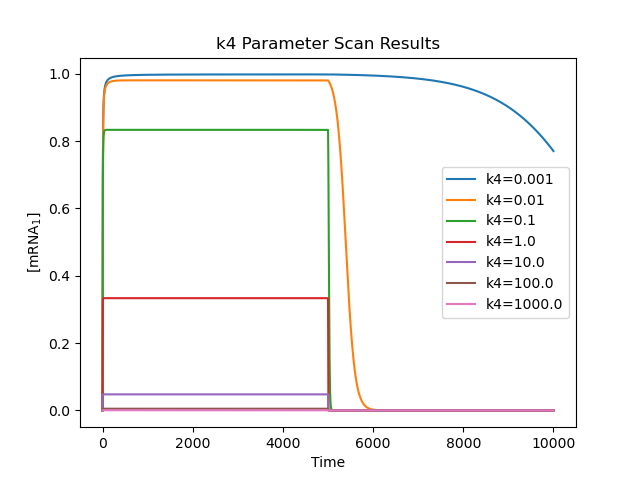 k4 Parameter Scan Results
1.0
0.8
0.6
0.4
0.2
0.0
[mRNA₁]
k4=0.001
k4=0.01
k4=0.1
k4=1.0
k4=10.0
k4=100.0
k4=1000.0
0 2000 4000 6000 8000 10000
Time